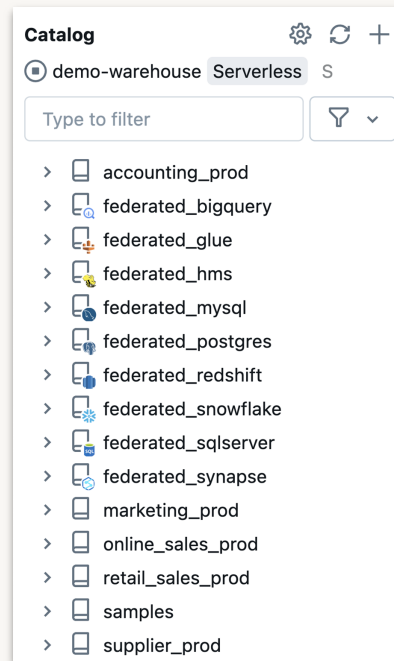 Catalog
demo-warehouse Serverless S
Type to filter
accounting_prod
federated_bigquery
federated_glue
federated_hms
federated_mysql
federated_postgres
federated_redshift
federated_snowflake
federated_sqlserver
federated_synapse
marketing_prod
online_sales_prod
retail_sales_prod
samples
supplier_prod